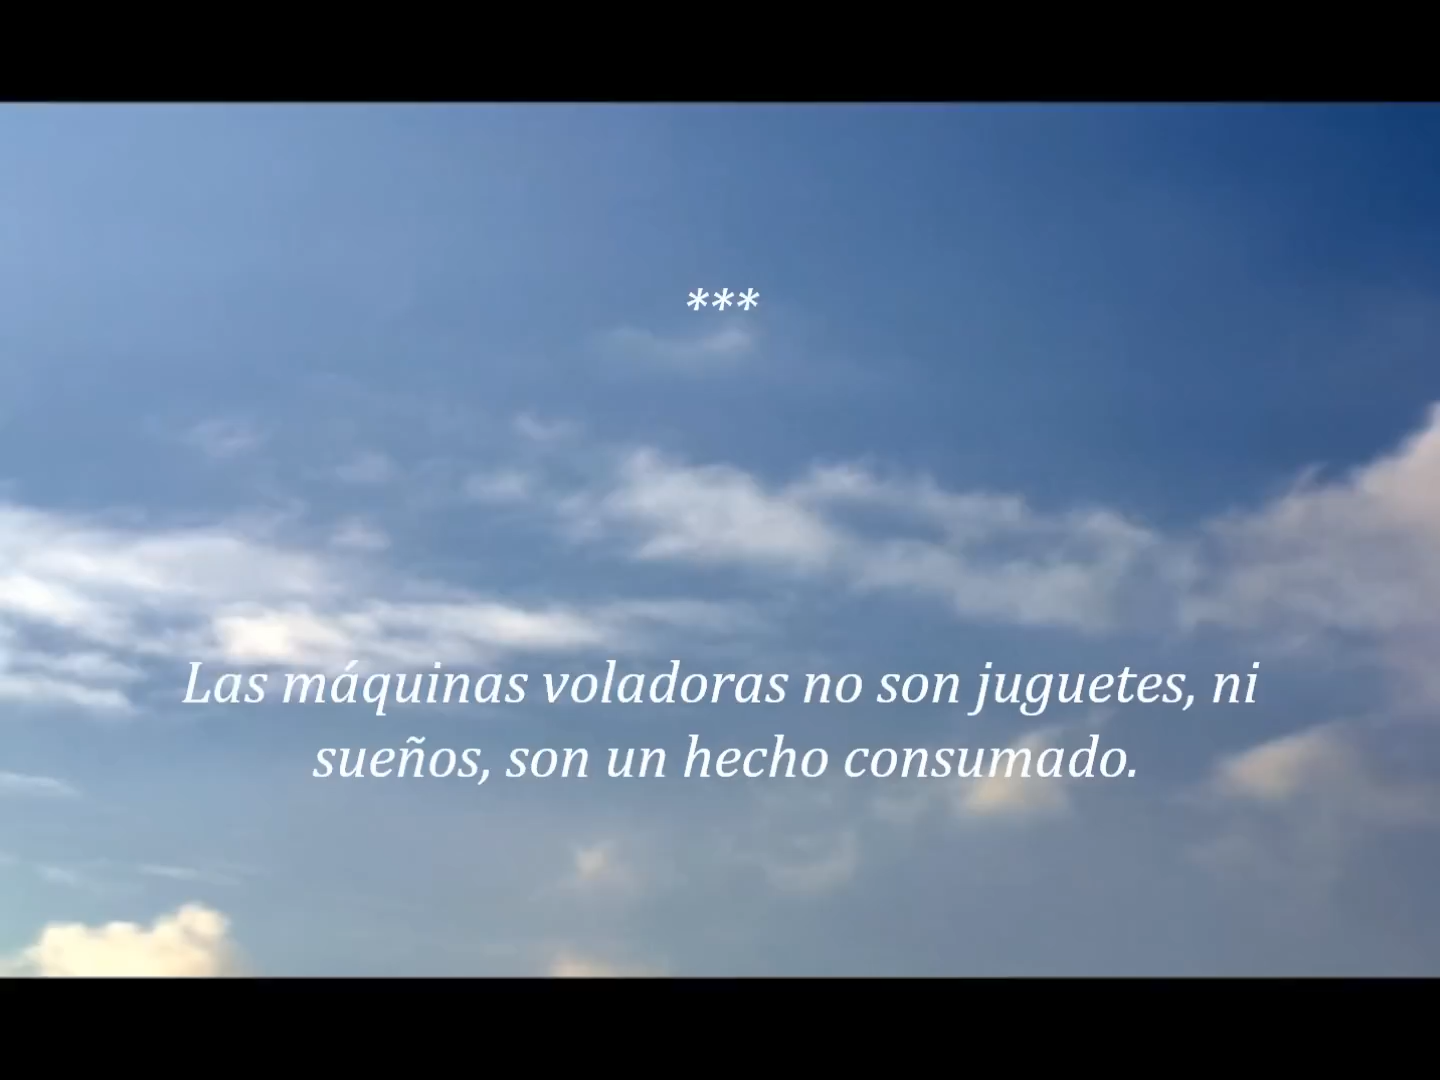 ***
Las máquinas voladoras no son juguetes, ni
sueños, son un hecho consumado.